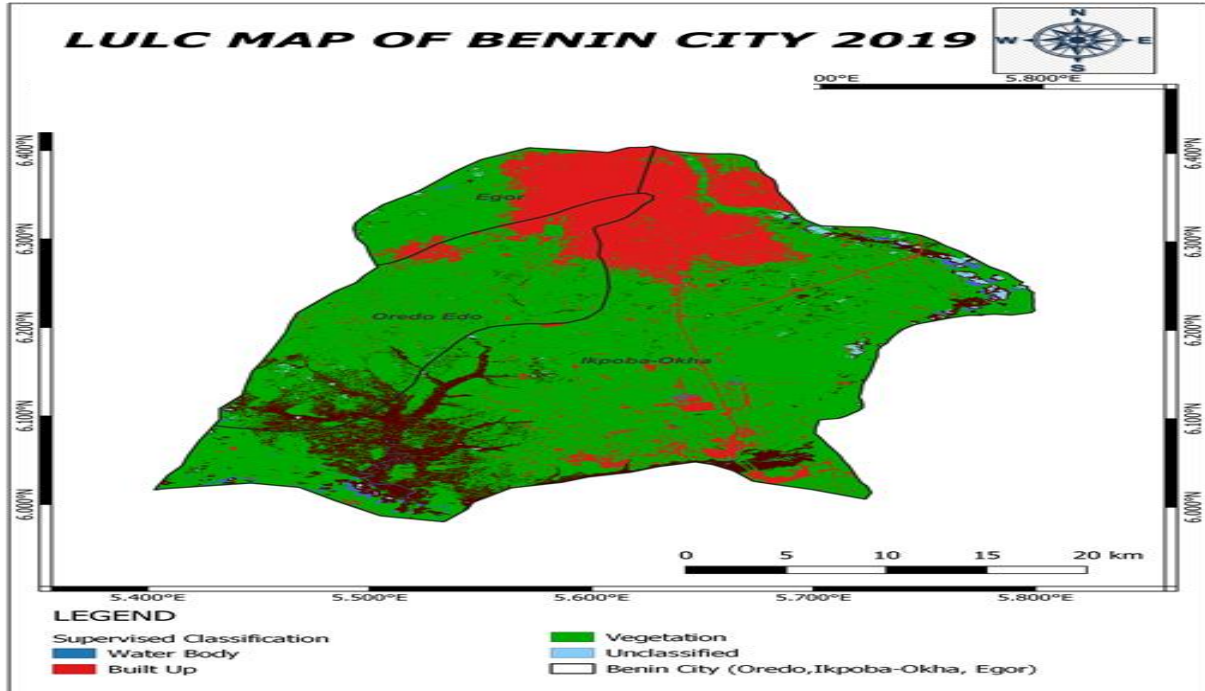 LULC MAP OF BENIN CITY 2019
N
W E
S
00°E 5.800°E
6.400°N 6.400°N
Egor
6.300°N 6.300°N
Oredo Edo
6.200°N 6.200°N
Ikpoba-Okha
6.100°N 6.100°N
6.000°N 6.000°N
0 5 10 15 20 km
5.400°E 5.500°E 5.600°E 5.700°E 5.800°E
LEGEND
Supervised Classification
Water Body
Built Up
Vegetation
Unclassified
Benin City (Oredo,Ikpoba-Okha, Egor)